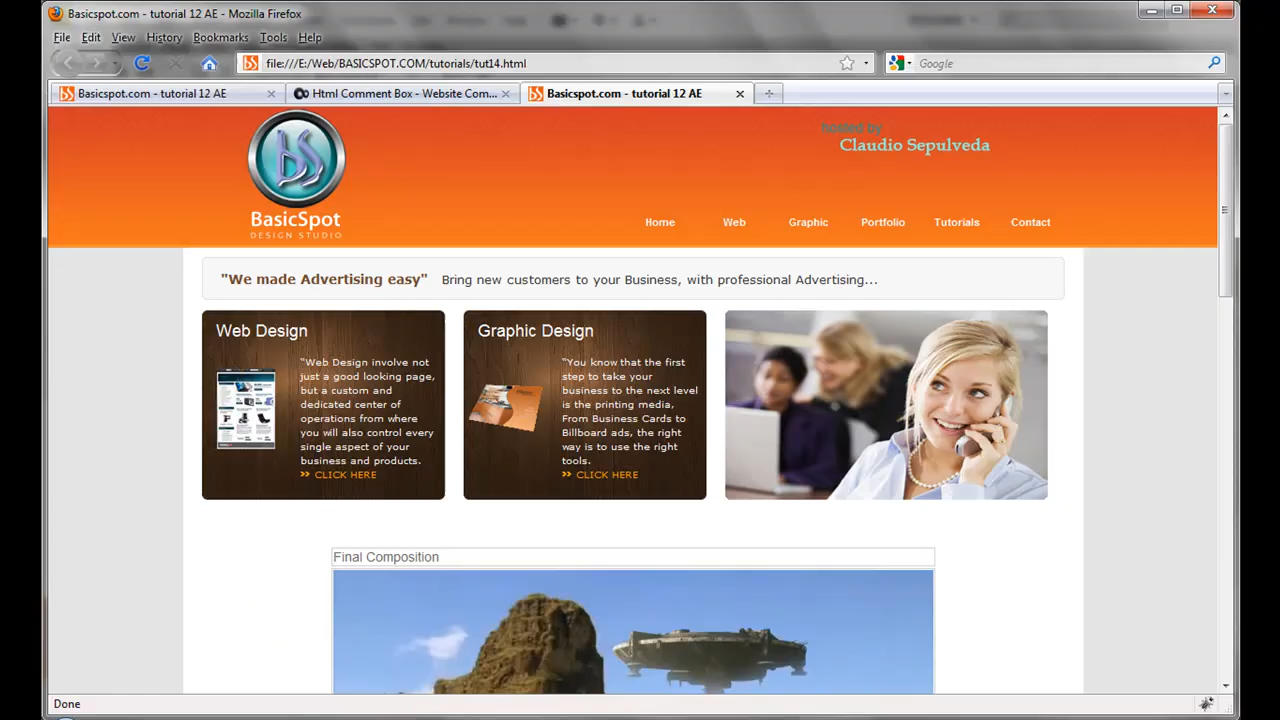 Basicspot.com - tutorial 12 AE - Mozilla Firefox
File Edit View History Bookmarks Tools Help
file:///E:/Web/BASICSPOT.COM/tutorials/tut14.html
Google
Basicspot.com - tutorial 12 AE
Html Comment Box - Website Com...
Basicspot.com - tutorial 12 AE
hosted by
Claudio Sepulveda
bS
BasicSpot
DESIGN STUDIO
Home Web Graphic Portfolio Tutorials Contact
"We made Advertising easy" Bring new customers to your Business, with professional Advertising...
Web Design
"Web Design involve not
just a good looking page,
but a custom and
dedicated center of
operations from where
you will also control every
single aspect of your
business and products.
›› CLICK HERE
Graphic Design
"You know that the first
step to take your
business to the next level
is the printing media,
From Business Cards to
Billboard ads, the right
way is to use the right
tools.
›› CLICK HERE
Final Composition
Done